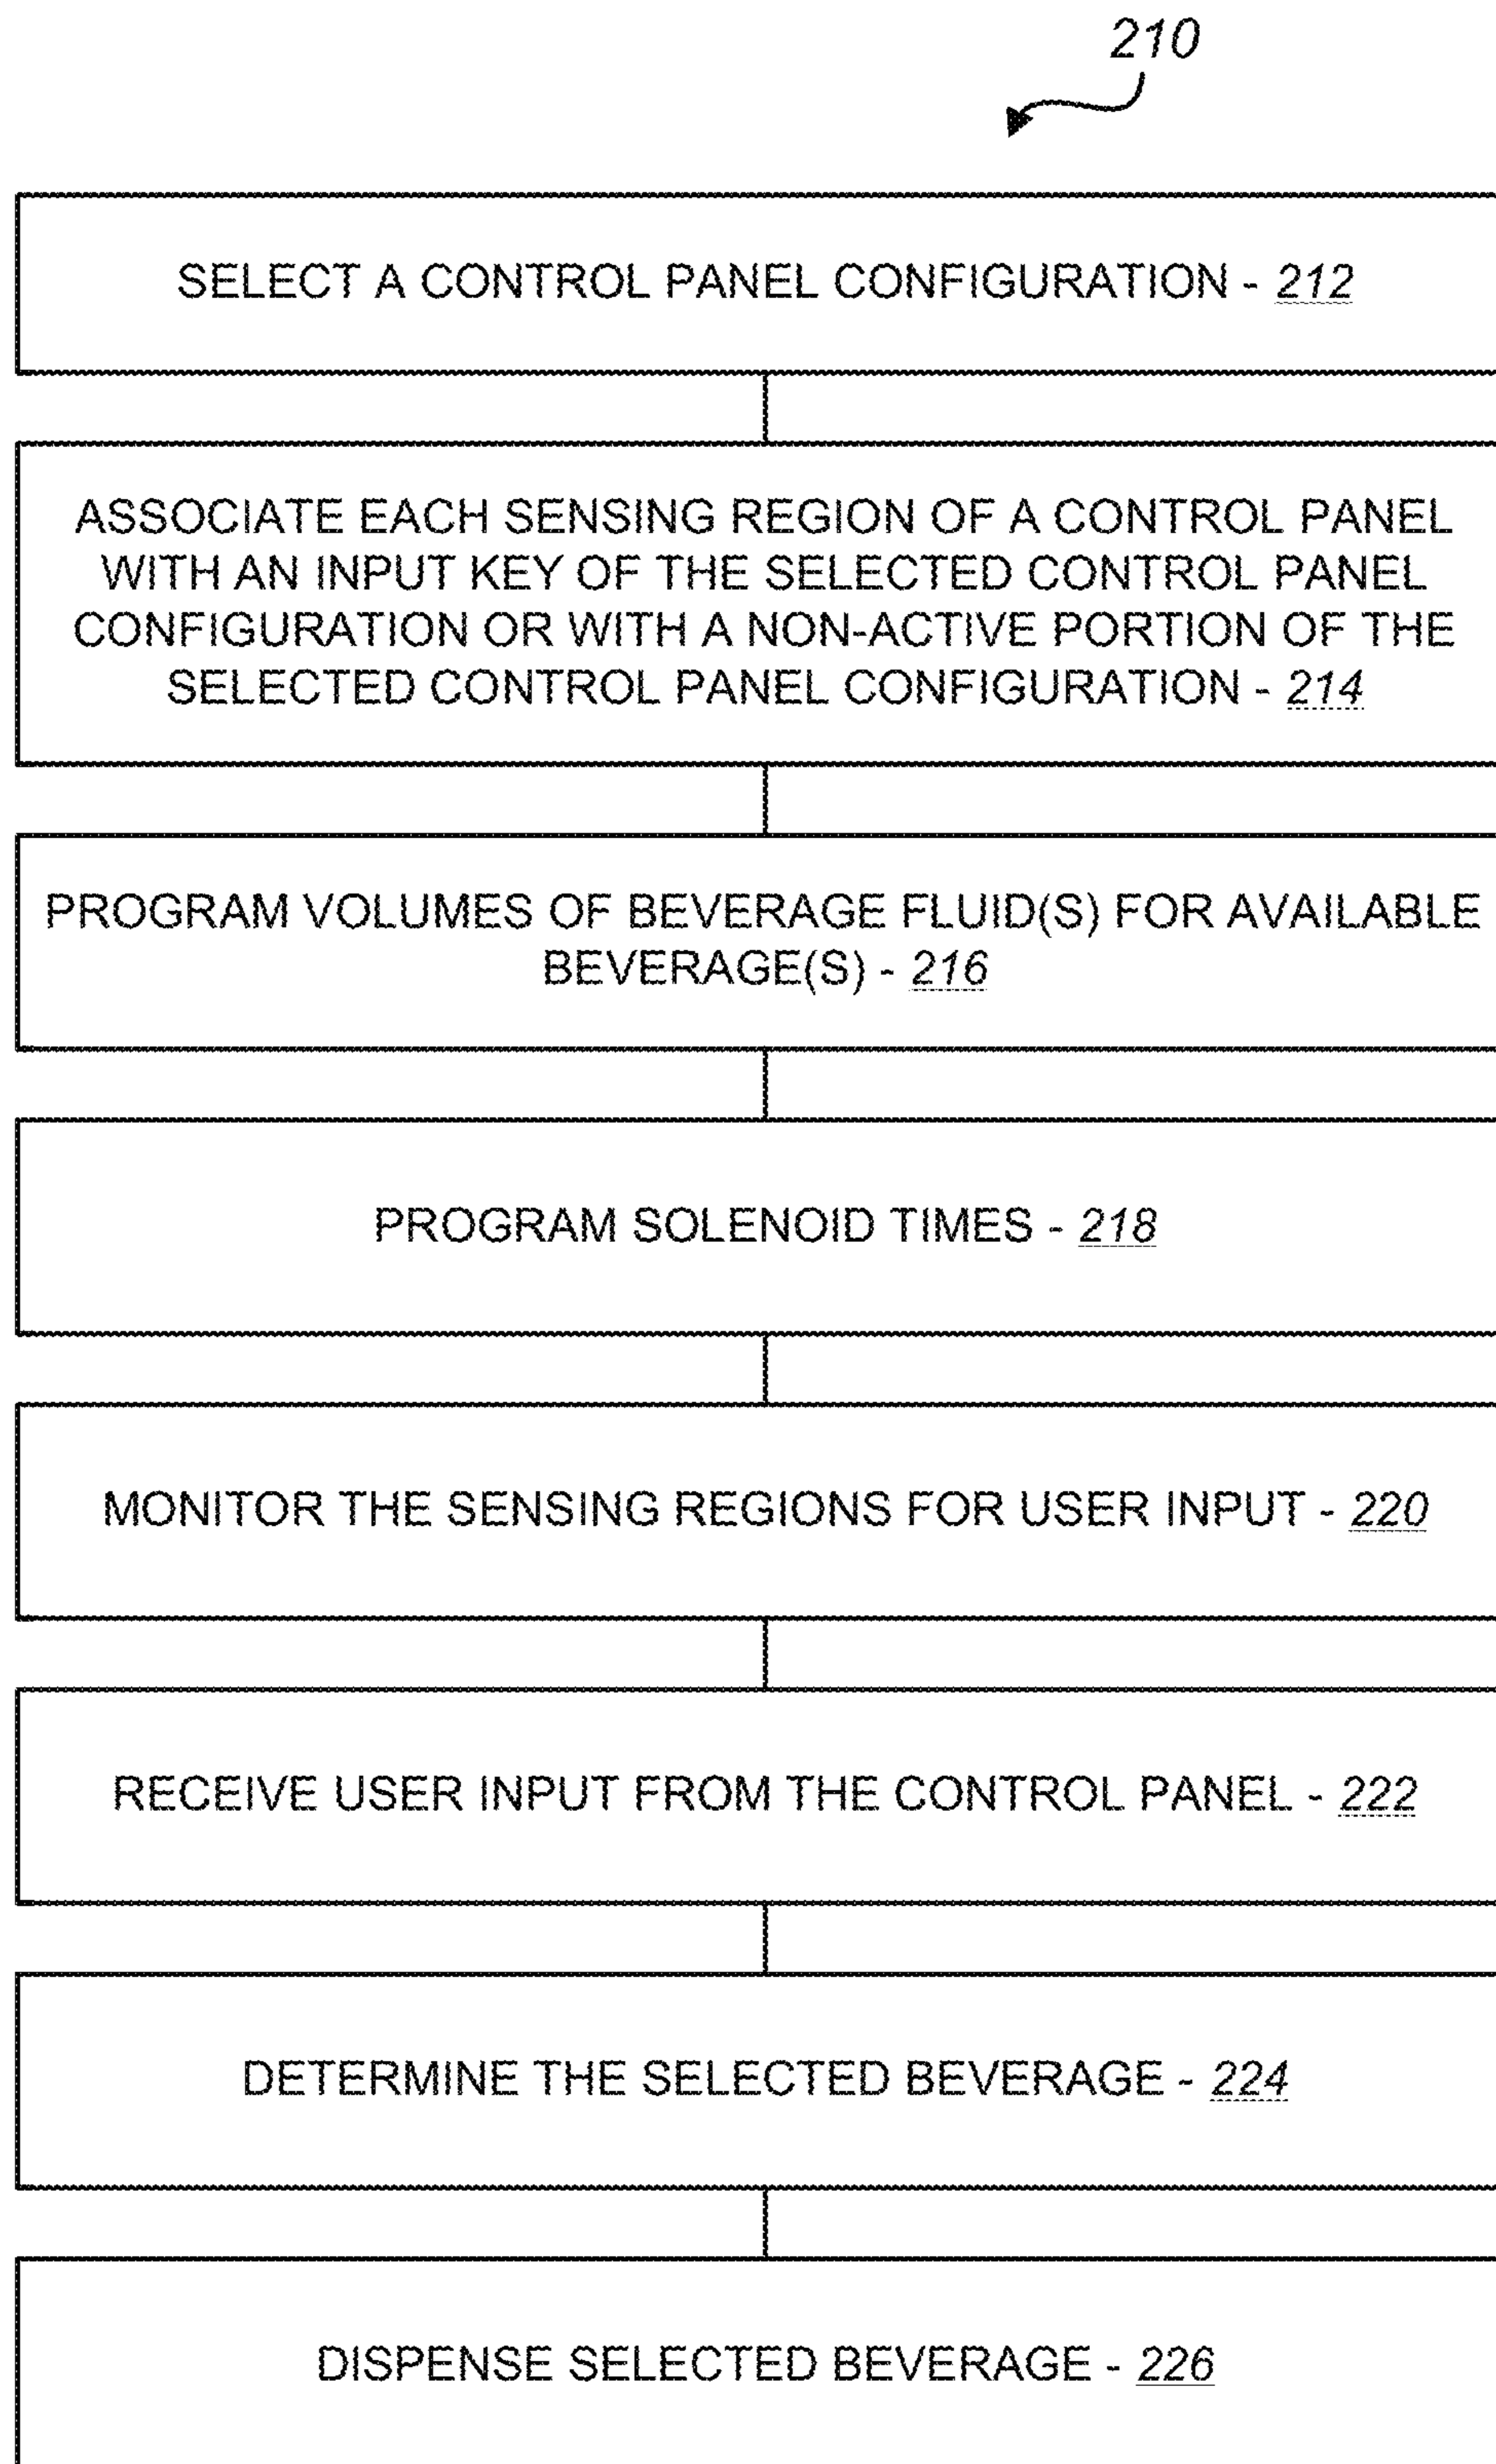 210
SELECT A CONTROL PANEL CONFIGURATION - 212
ASSOCIATE EACH SENSING REGION OF A CONTROL PANEL
WITH AN INPUT KEY OF THE SELECTED CONTROL PANEL
CONFIGURATION OR WITH A NON-ACTIVE PORTION OF THE
SELECTED CONTROL PANEL CONFIGURATION - 214
PROGRAM VOLUMES OF BEVERAGE FLUID(S) FOR AVAILABLE
BEVERAGE(S) - 216
PROGRAM SOLENOID TIMES - 218
MONITOR THE SENSING REGIONS FOR USER INPUT - 220
RECEIVE USER INPUT FROM THE CONTROL PANEL - 222
DETERMINE THE SELECTED BEVERAGE - 224
DISPENSE SELECTED BEVERAGE - 226